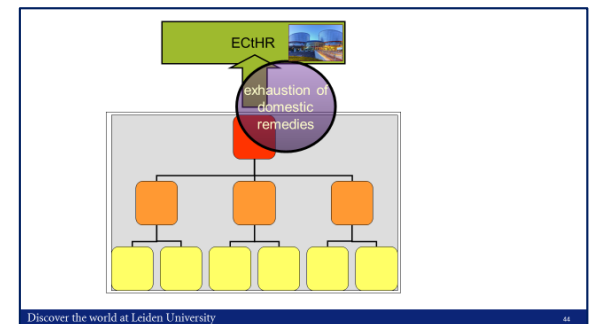 ECtHR
exhaustion of
domestic
remedies
Discover the world at Leiden University
44